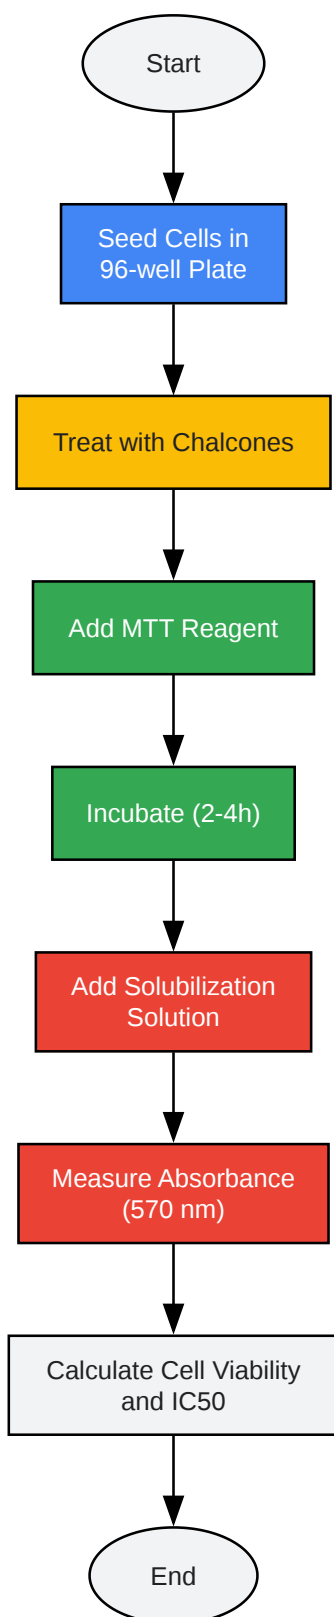 Start
Seed Cells in
96-well Plate
Treat with Chalcones
Add MTT Reagent
Incubate (2-4h)
Add Solubilization
Solution
Measure Absorbance
(570 nm)
Calculate Cell Viability
and IC50
End